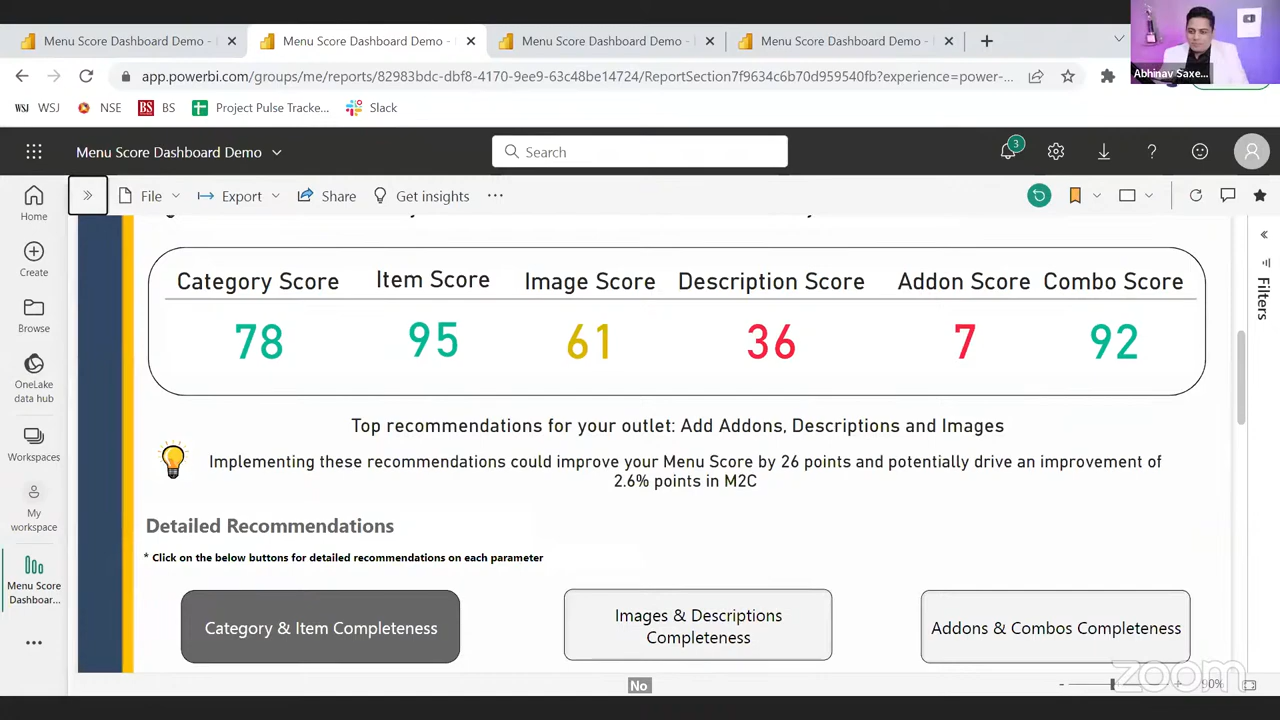 Menu Score Dashboard Demo -
Menu Score Dashboard Demo -
Menu Score Dashboard Demo -
Menu Score Dashboard Demo -
Abhinav Saxe...
app.powerbi.com/groups/me/reports/82983bdc-dbf8-4170-9ee9-63c48be14724/ReportSection7f9634c6b70d959540fb?experience=power-...
WSJ WSJ NSE BS BS Project Pulse Tracke... Slack
Menu Score Dashboard Demo
Search
3
File Export Share Get insights
Home
Create
Browse
OneLake
data hub
Workspaces
My
workspace
Menu Score
Dashboar...
Filters
Category Score Item Score Image Score Description Score Addon Score Combo Score
78 95 61 36 7 92
Top recommendations for your outlet: Add Addons, Descriptions and Images
Implementing these recommendations could improve your Menu Score by 26 points and potentially drive an improvement of
2.6% points in M2C
Detailed Recommendations
* Click on the below buttons for detailed recommendations on each parameter
Category & Item Completeness
Images & Descriptions
Completeness
Addons & Combos Completeness
zoom
No
90%